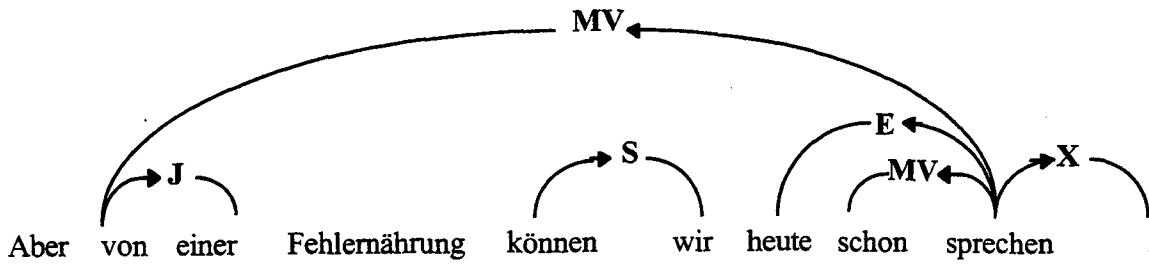 MV
E
S
J MV X
Aber von einer Fehlernährung können wir heute schon sprechen